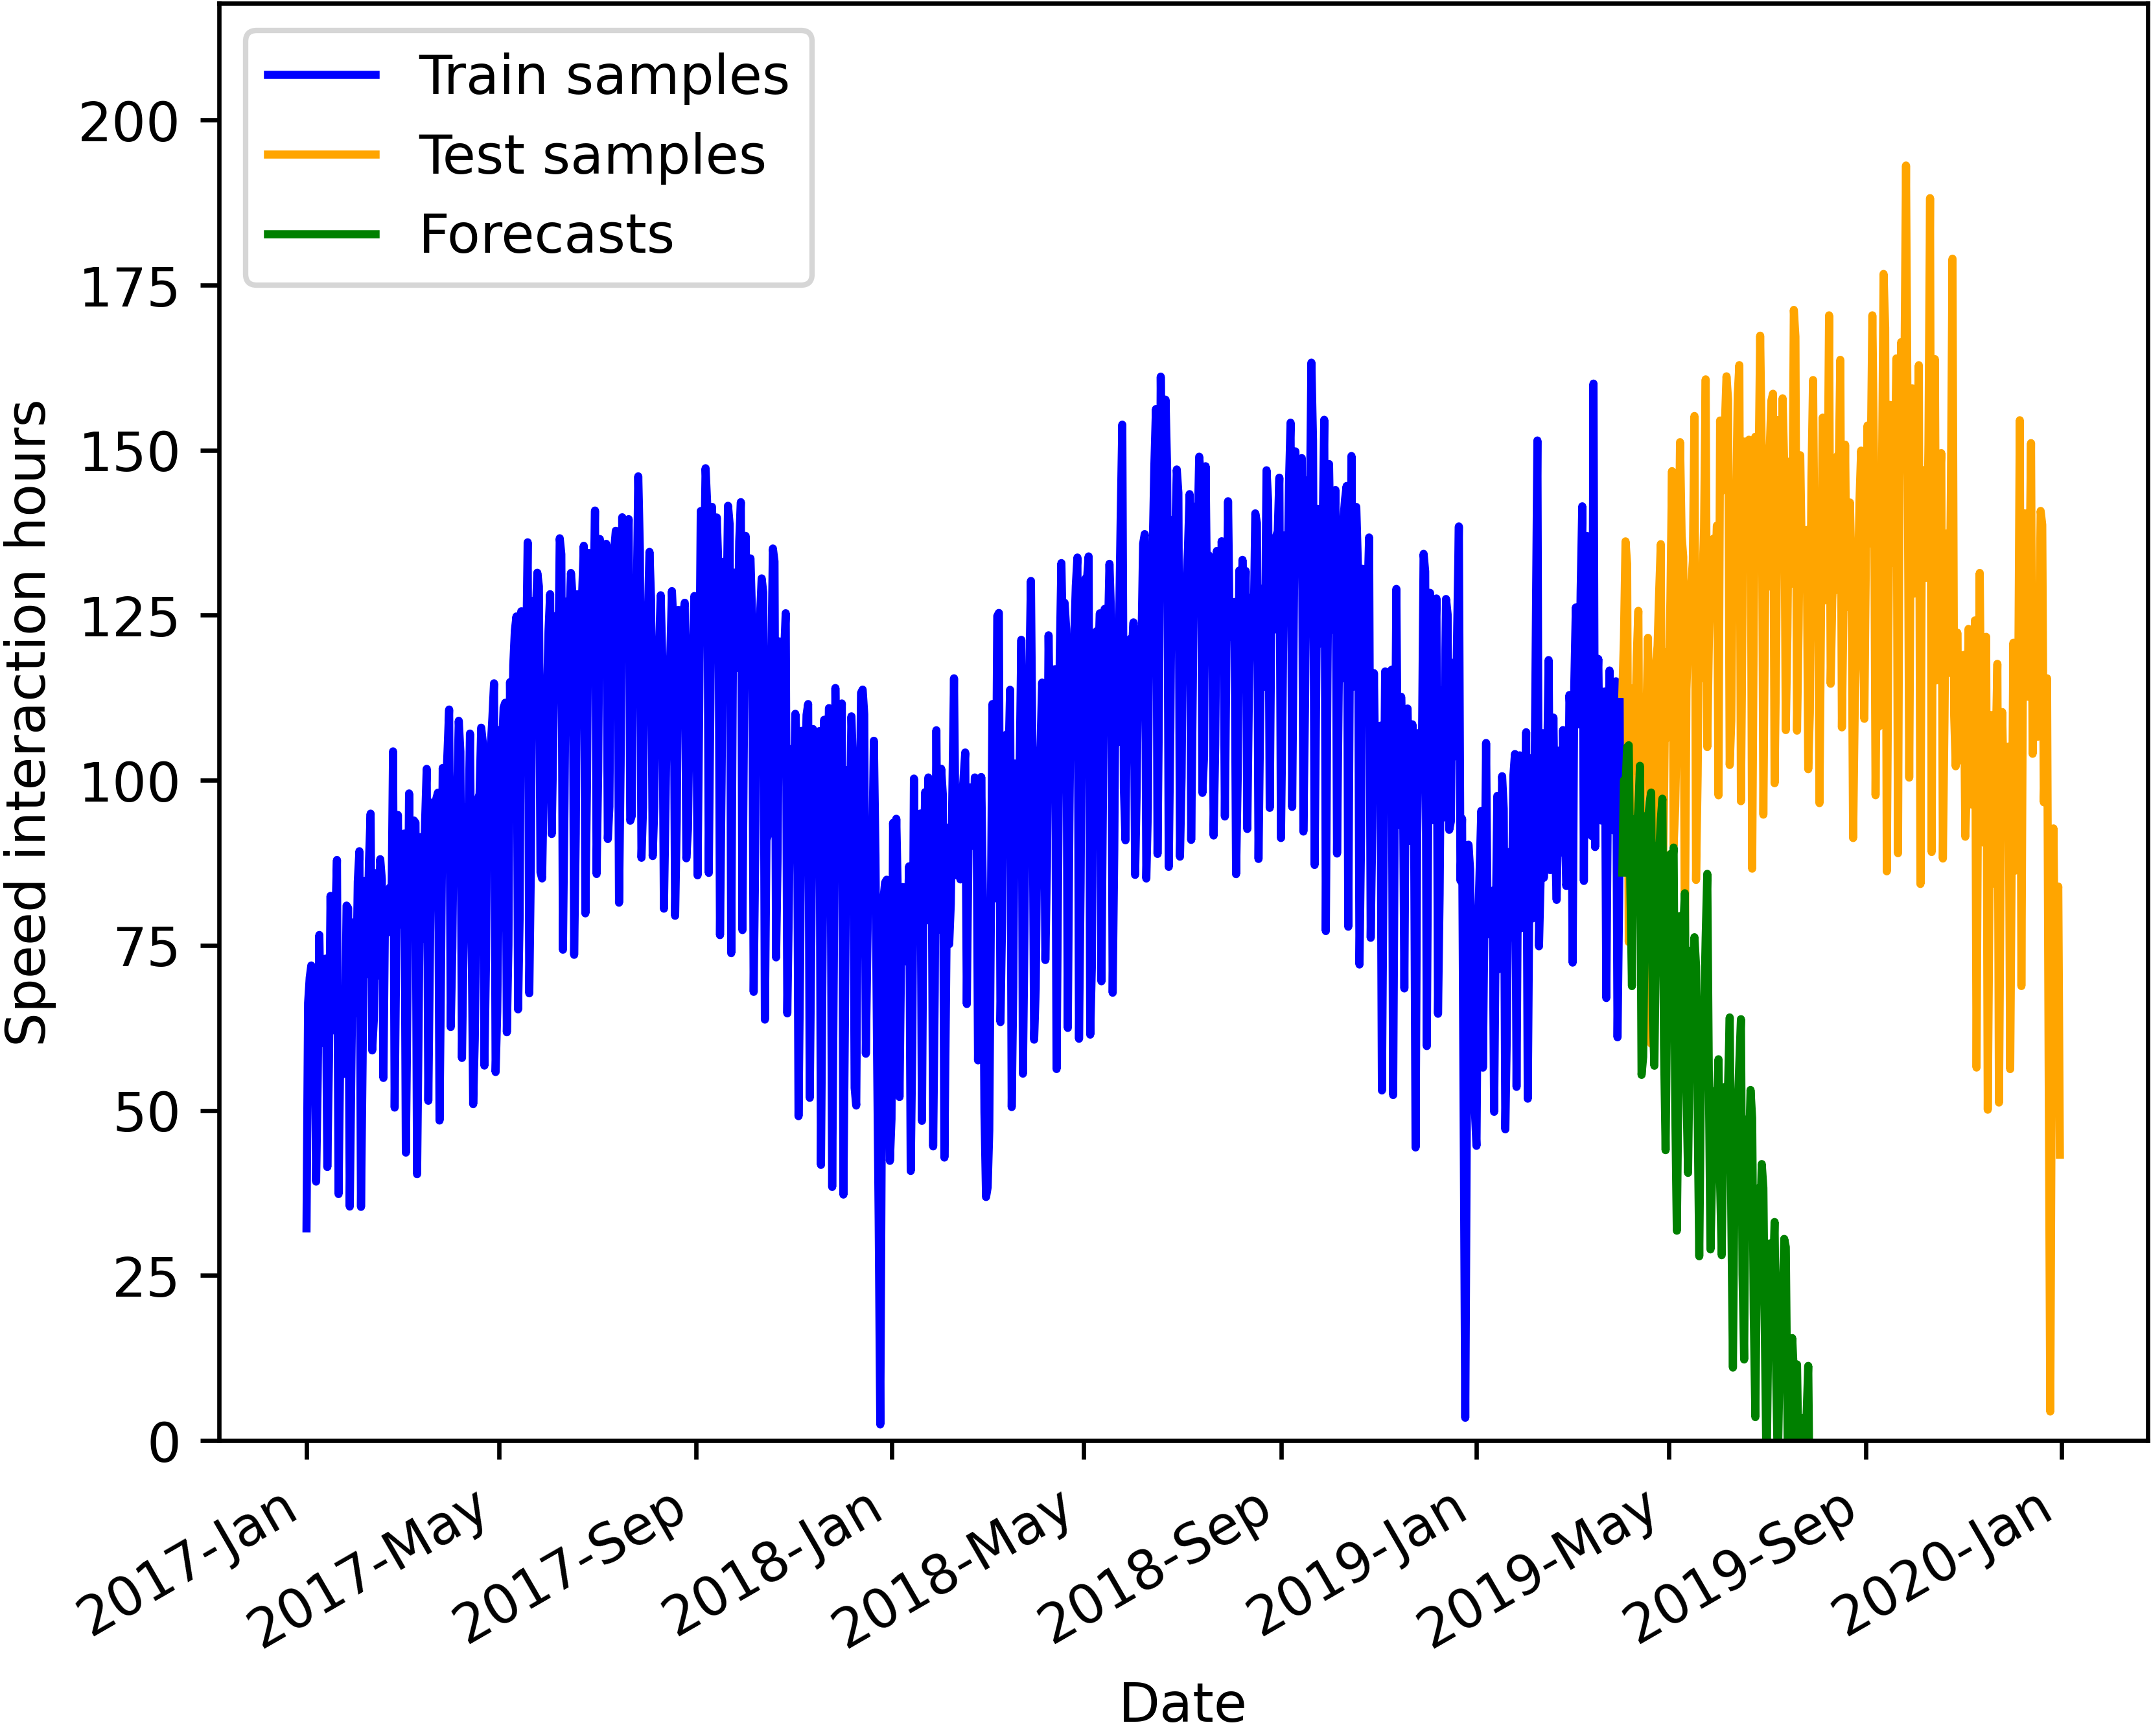 Train samples
Test samples
Forecasts
200
175
150
125
100
75
50
25
0
Speed interaction hours
2017-Jan
2017-May
2017-Sep
2018-Jan
2018-May
2018-Sep
2019-Jan
2019-May
2019-Sep
2020-Jan
Date